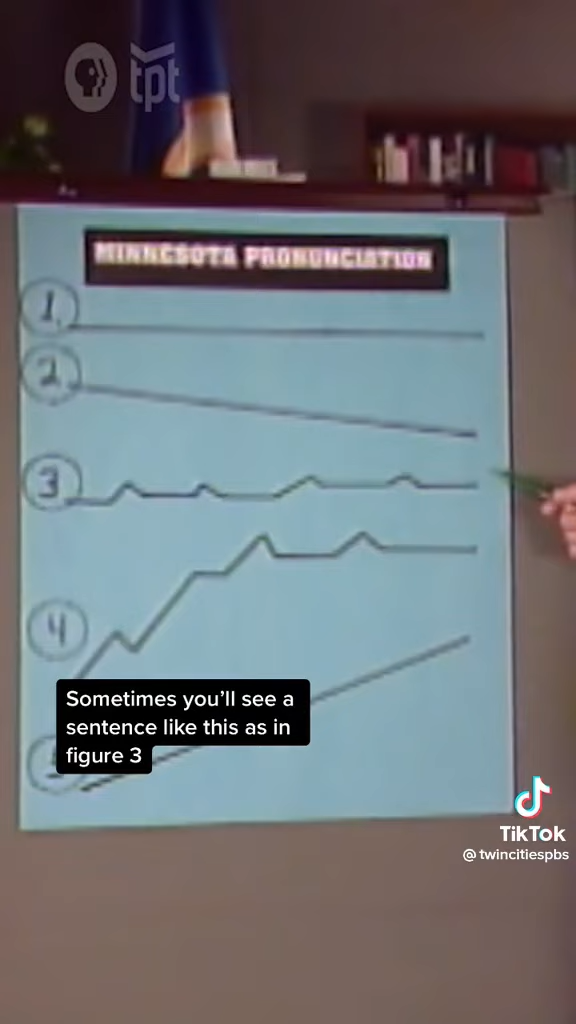 tpt
MINNESOTA PRONUNCIATION
1.
2.
3
4
Sometimes you'll see a
sentence like this as in
figure 3
TikTok
@twincitiespbs